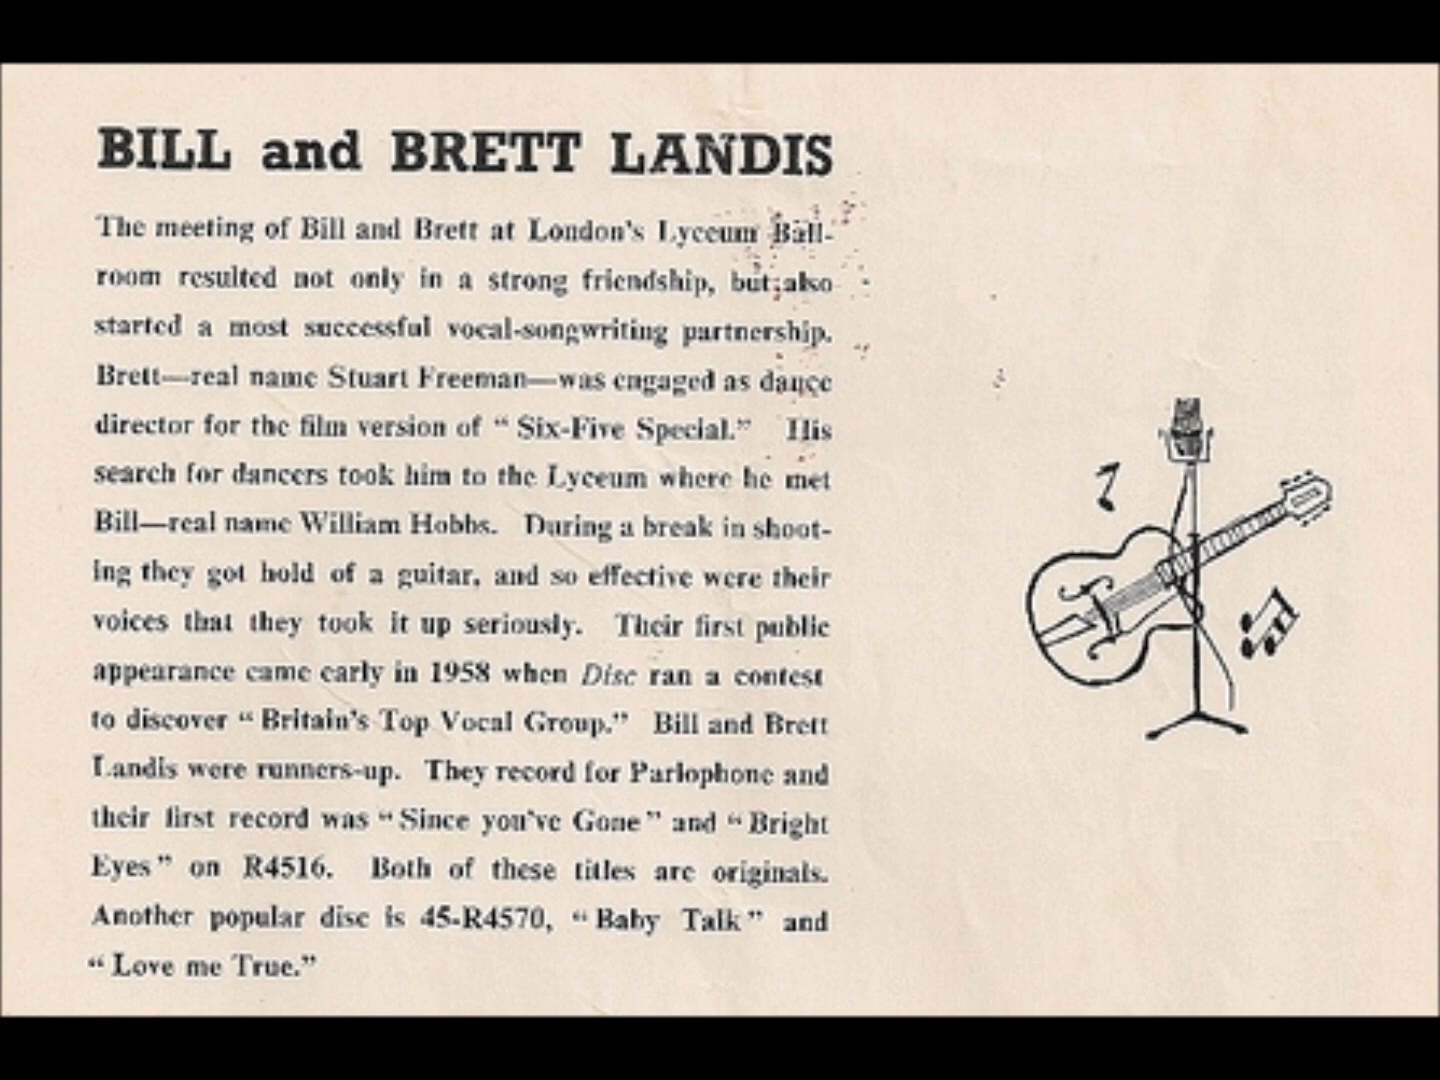 BILL and BRETT LANDIS
The meeting of Bill and Brett at London's Lyceum Ball-
room resulted not only in a strong friendship, but also
started a most successful vocal-songwriting partnership.
Brett—real name Stuart Freeman—was engaged as dance
director for the film version of “ Six-Five Special.” His
search for dancers took him to the Lyceum where he met
Bill—real name William Hobbs. During a break in shoot-
ing they got hold of a guitar, and so effective were their
voices that they took it up seriously. Their first public
appearance came early in 1958 when Disc ran a contest
to discover “ Britain's Top Vocal Group.” Bill and Brett
Landis were runners-up. They record for Parlophone and
their first record was “ Since you've Gone ” and “ Bright
Eyes ” on R4516. Both of these titles are originals.
Another popular disc is 45-R4570, “ Baby Talk ” and
“ Love me True.”